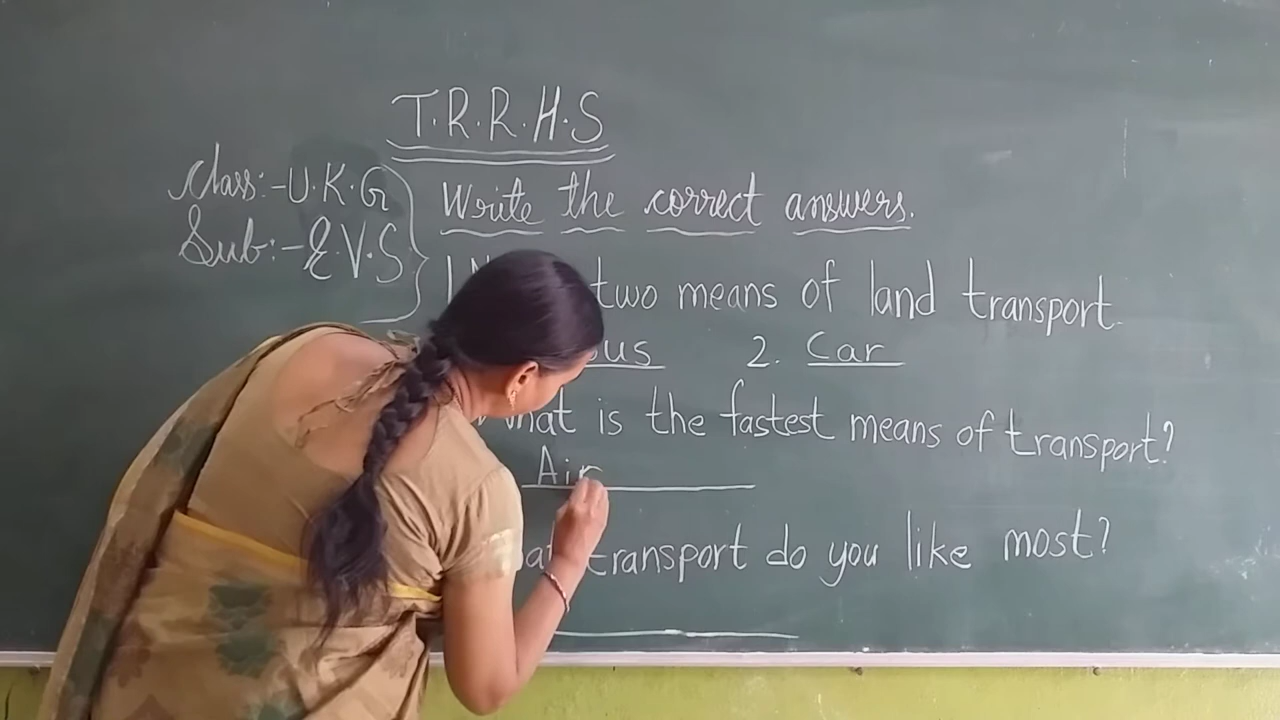 T.R.R.H.S
Class:-U.K.G
Sub:-E.V.S
Write the correct answers.
1 two means of land transport.
2. Car
is the fastest means of transport?
Air
transport do you like most?